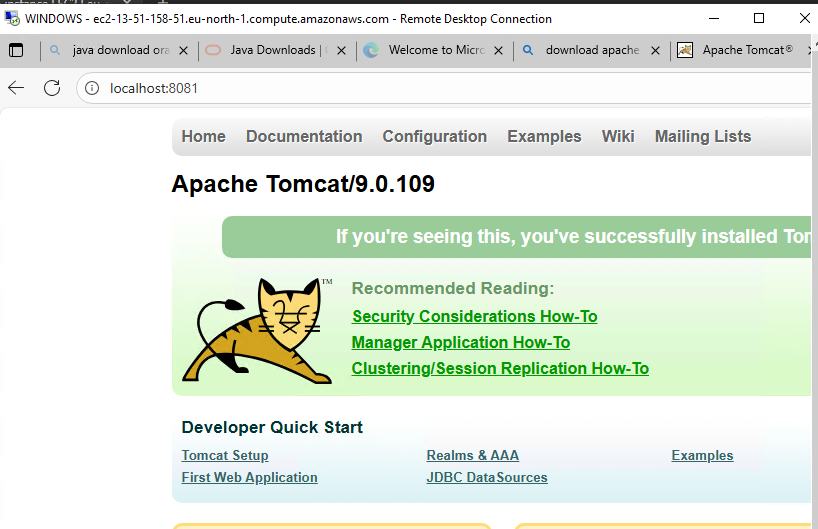 WINDOWS - ec2-13-51-158-51.eu-north-1.compute.amazonaws.com - Remote Desktop Connection
java download ora
Java Downloads |
Welcome to Micro
download apache
Apache Tomcat®
localhost:8081
Home Documentation Configuration Examples Wiki Mailing Lists
Apache Tomcat/9.0.109
If you're seeing this, you've successfully installed Tom
TM
Recommended Reading:
Security Considerations How-To
Manager Application How-To
Clustering/Session Replication How-To
Developer Quick Start
Tomcat Setup Realms & AAA Examples
First Web Application JDBC DataSources